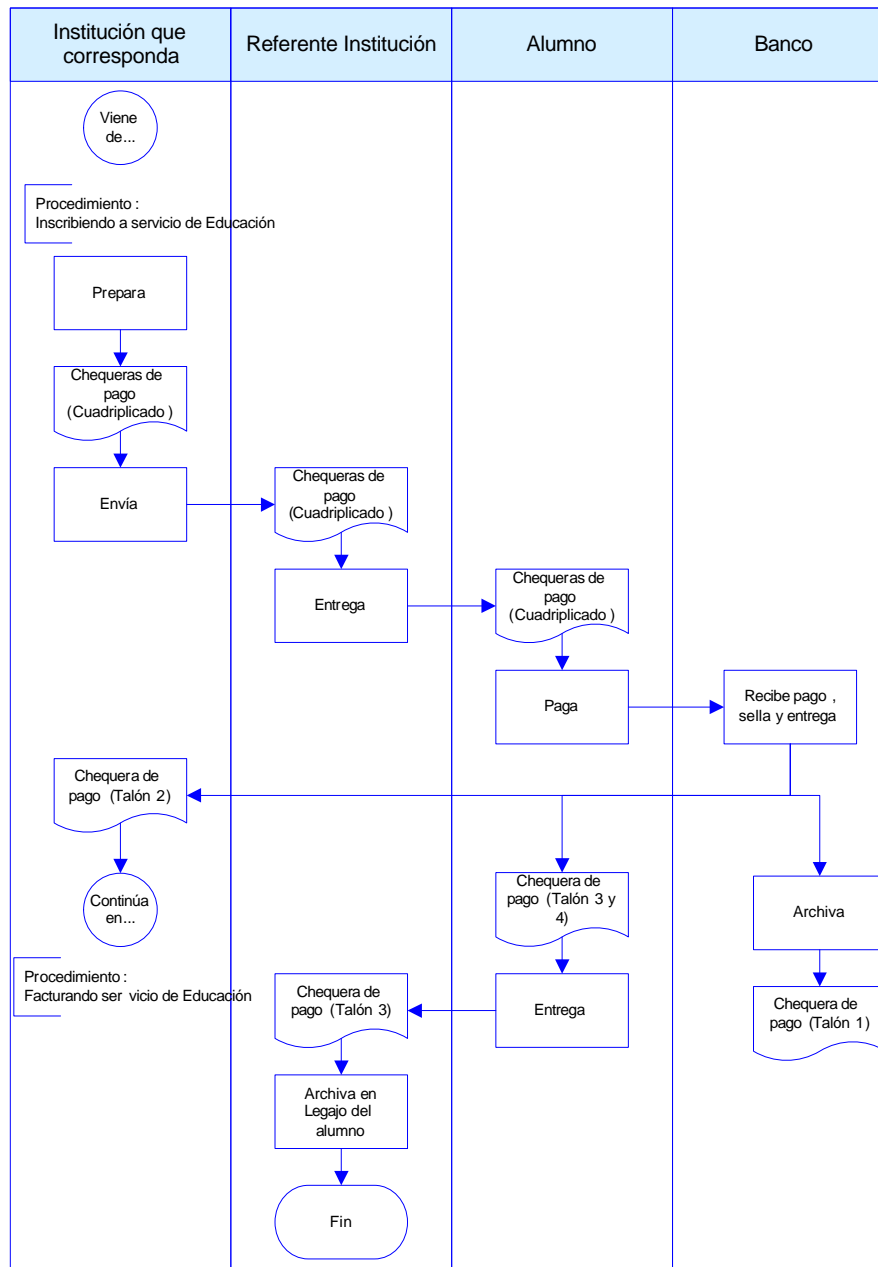 Institución que
corresponda
Referente Institución
Alumno
Banco
Viene
de...
Procedimiento :
Inscribiendo a servicio de Educación
Prepara
Chequeras de
pago
(Cuadriplicado )
Envía
Chequeras de
pago
(Cuadriplicado )
Entrega
Chequeras de
pago
(Cuadriplicado )
Paga
Recibe pago ,
sella y entrega
Chequera de
pago (Talón 2)
Continúa
en...
Procedimiento :
Facturando ser vicio de Educación
Chequera de
pago (Talón 3 y
4)
Archiva
Entrega
Chequera de
pago (Talón 3)
Chequera de
pago (Talón 1)
Archiva en
Legajo del
alumno
Fin